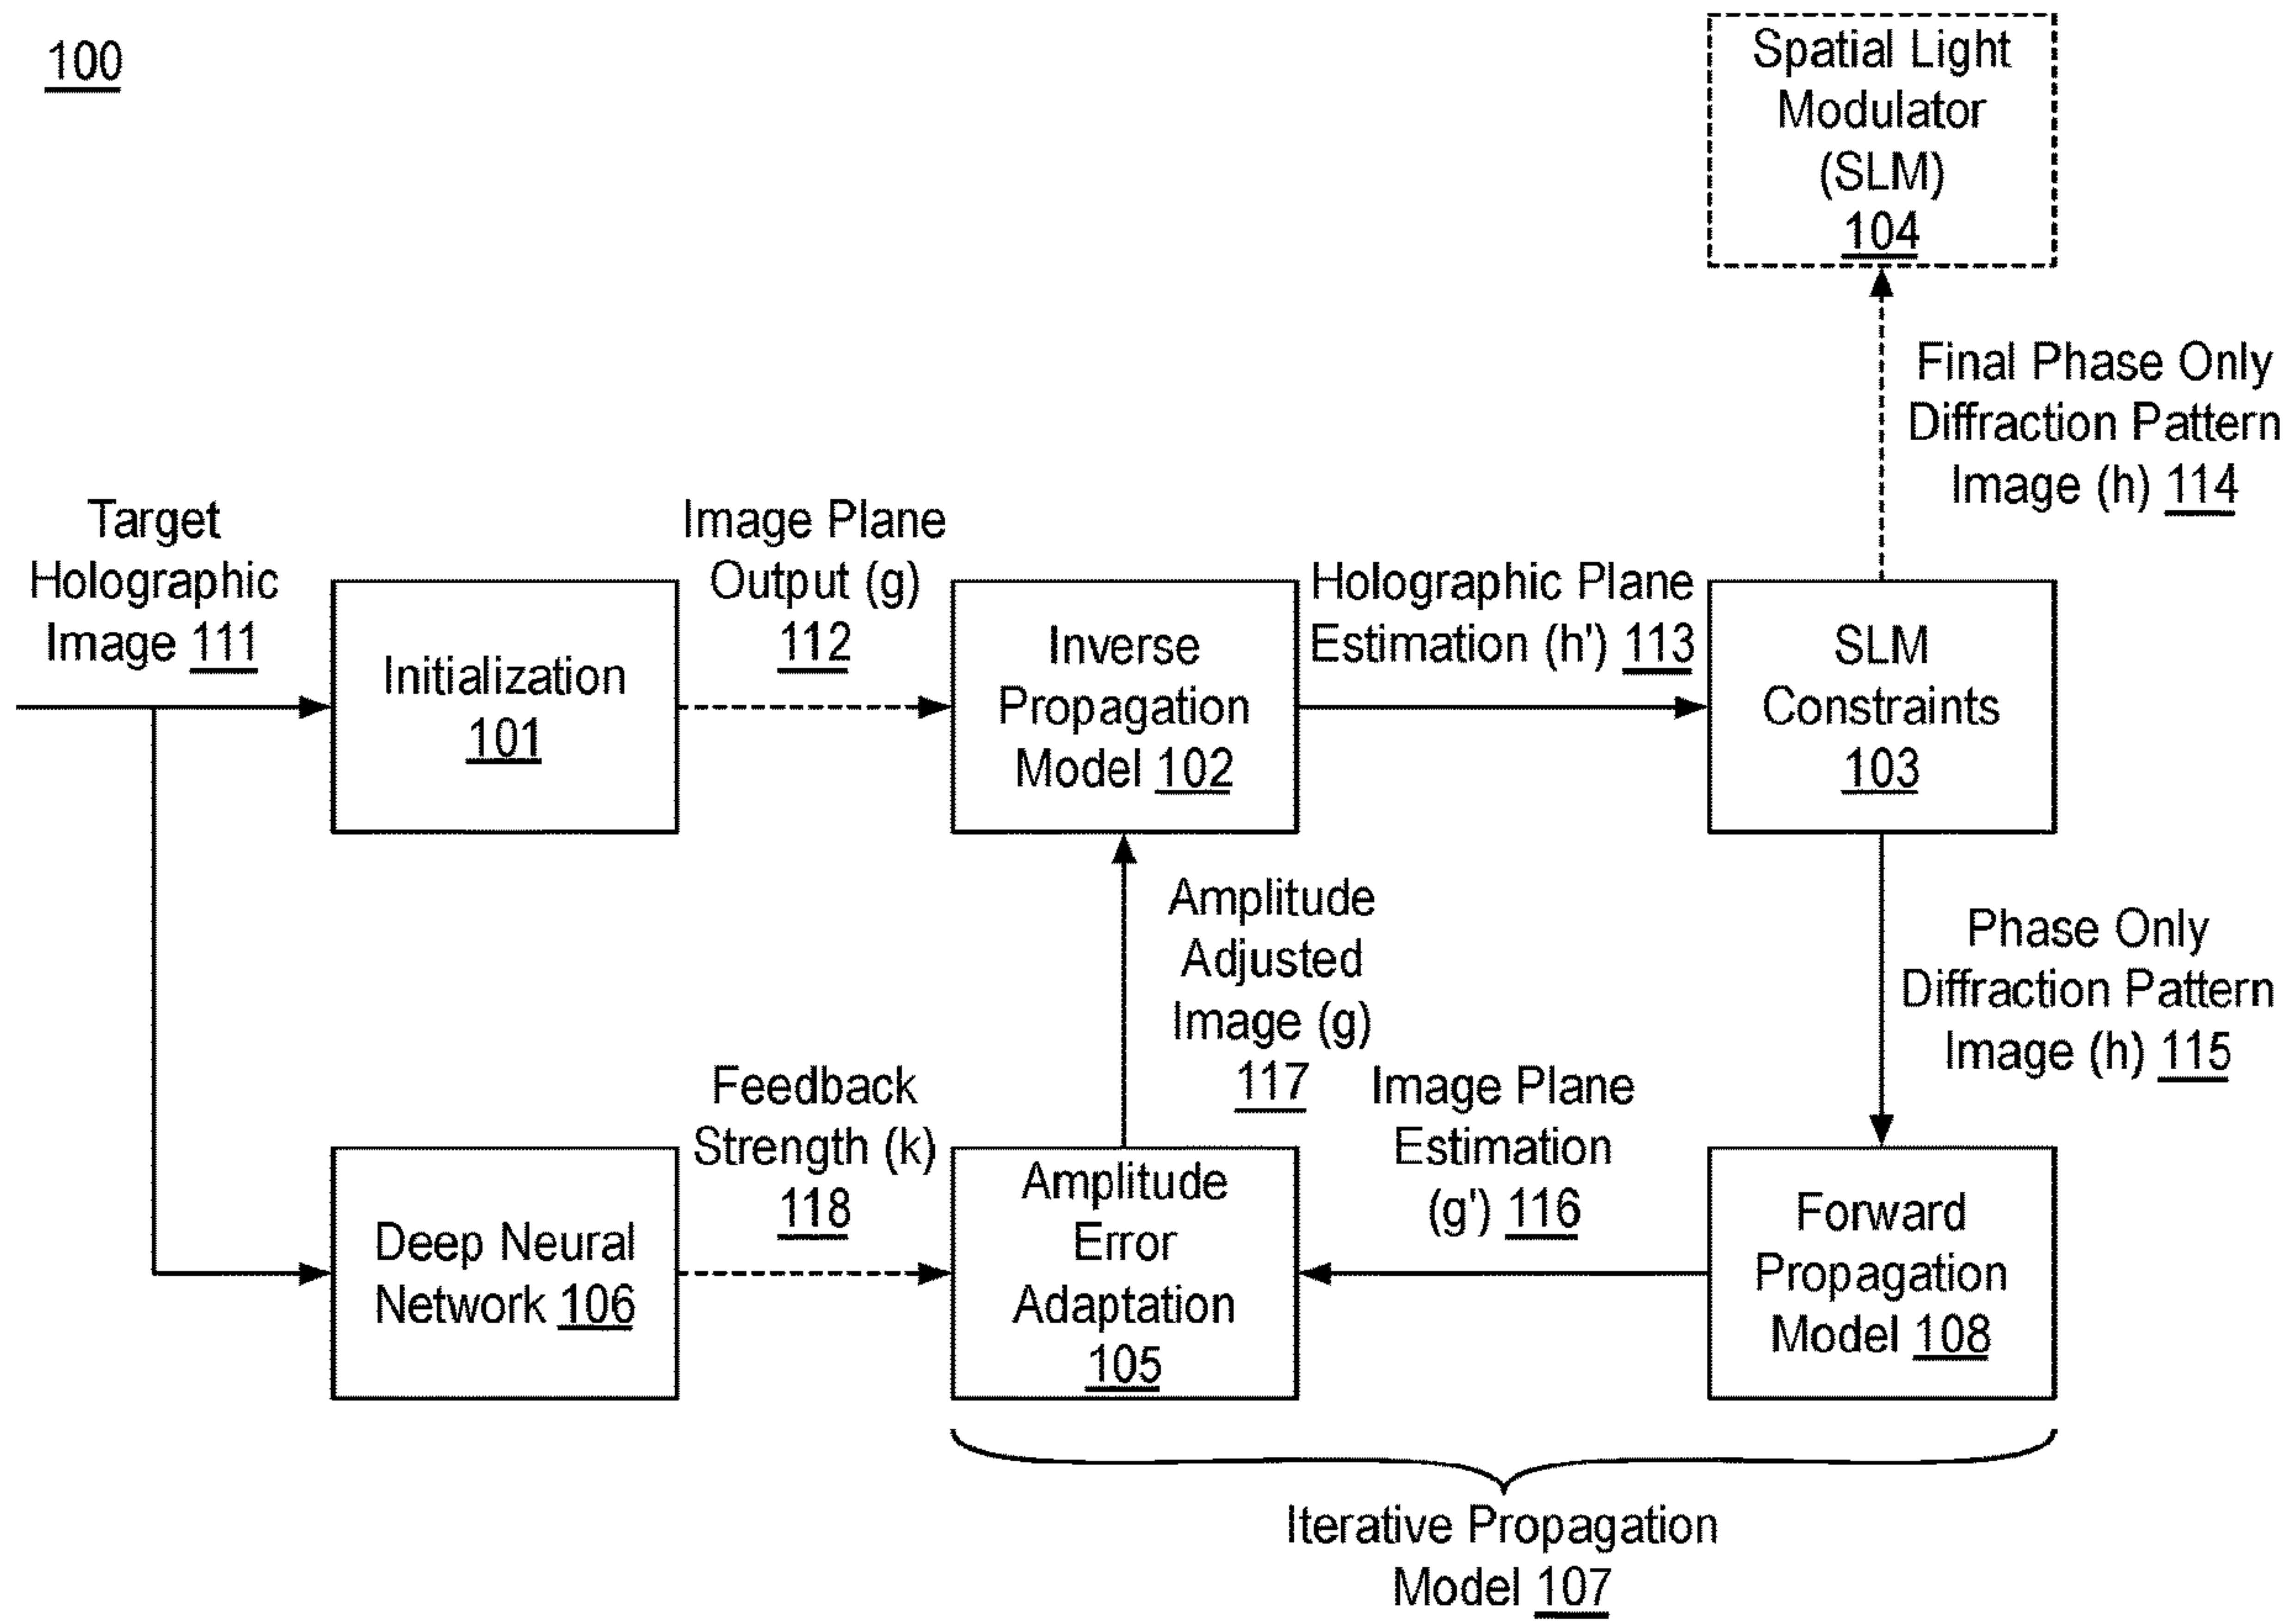 100
Spatial Light
Modulator
(SLM)
104
Final Phase Only
Diffraction Pattern
Image (h) 114
Target
Holographic
Image 111
Image Plane
Output (g)
112
Holographic Plane
Estimation (h') 113
Initialization
101
Inverse
Propagation
Model 102
SLM
Constraints
103
Amplitude
Adjusted
Image (g)
117
Phase Only
Diffraction Pattern
Image (h) 115
Feedback
Strength (k)
118
Image Plane
Estimation
(g') 116
Deep Neural
Network 106
Amplitude
Error
Adaptation
105
Forward
Propagation
Model 108
Iterative Propagation
Model 107